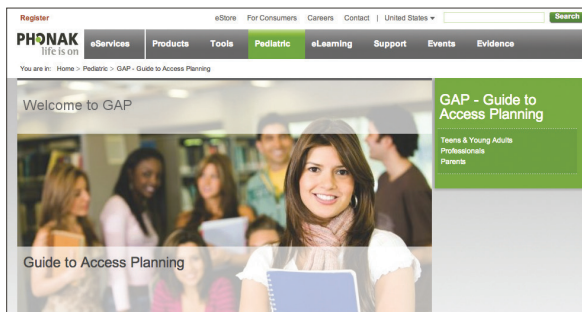 Register eStore For Consumers Careers Contact | United States Search
PHONAK
life is on
eServices Products Tools Pediatric eLearning Support Events Evidence
You are in: Home > Pediatric > GAP - Guide to Access Planning
Welcome to GAP
GAP - Guide to
Access Planning
Teens & Young Adults
Professionals
Parents
Guide to Access Planning